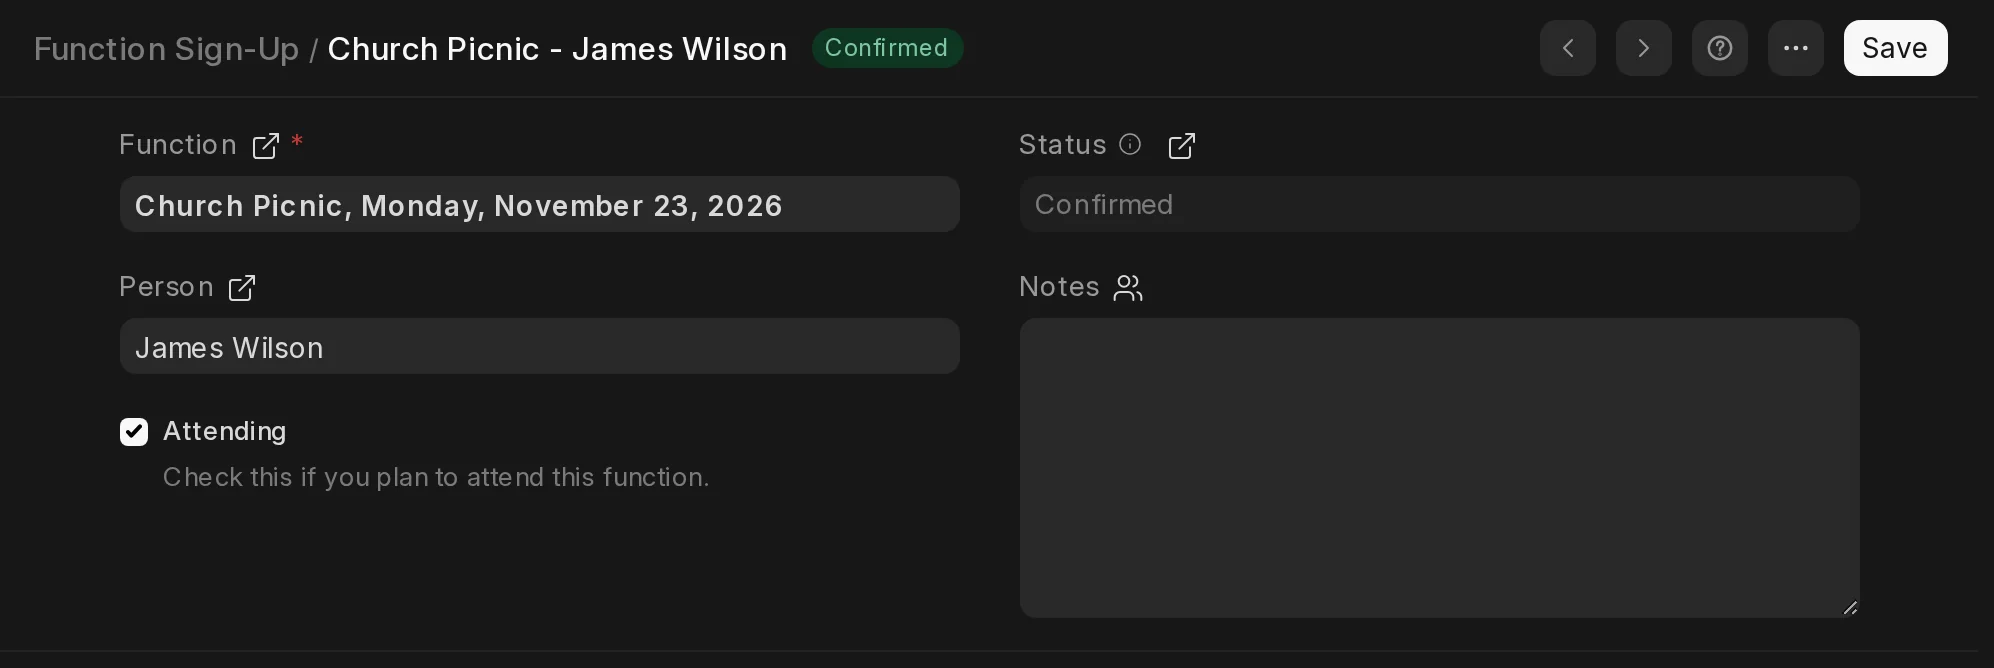 Function Sign-Up / Church Picnic - James Wilson Confirmed
Save
Function *
Church Picnic, Monday, November 23, 2026
Person
James Wilson
Attending
Check this if you plan to attend this function.
Status
Confirmed
Notes